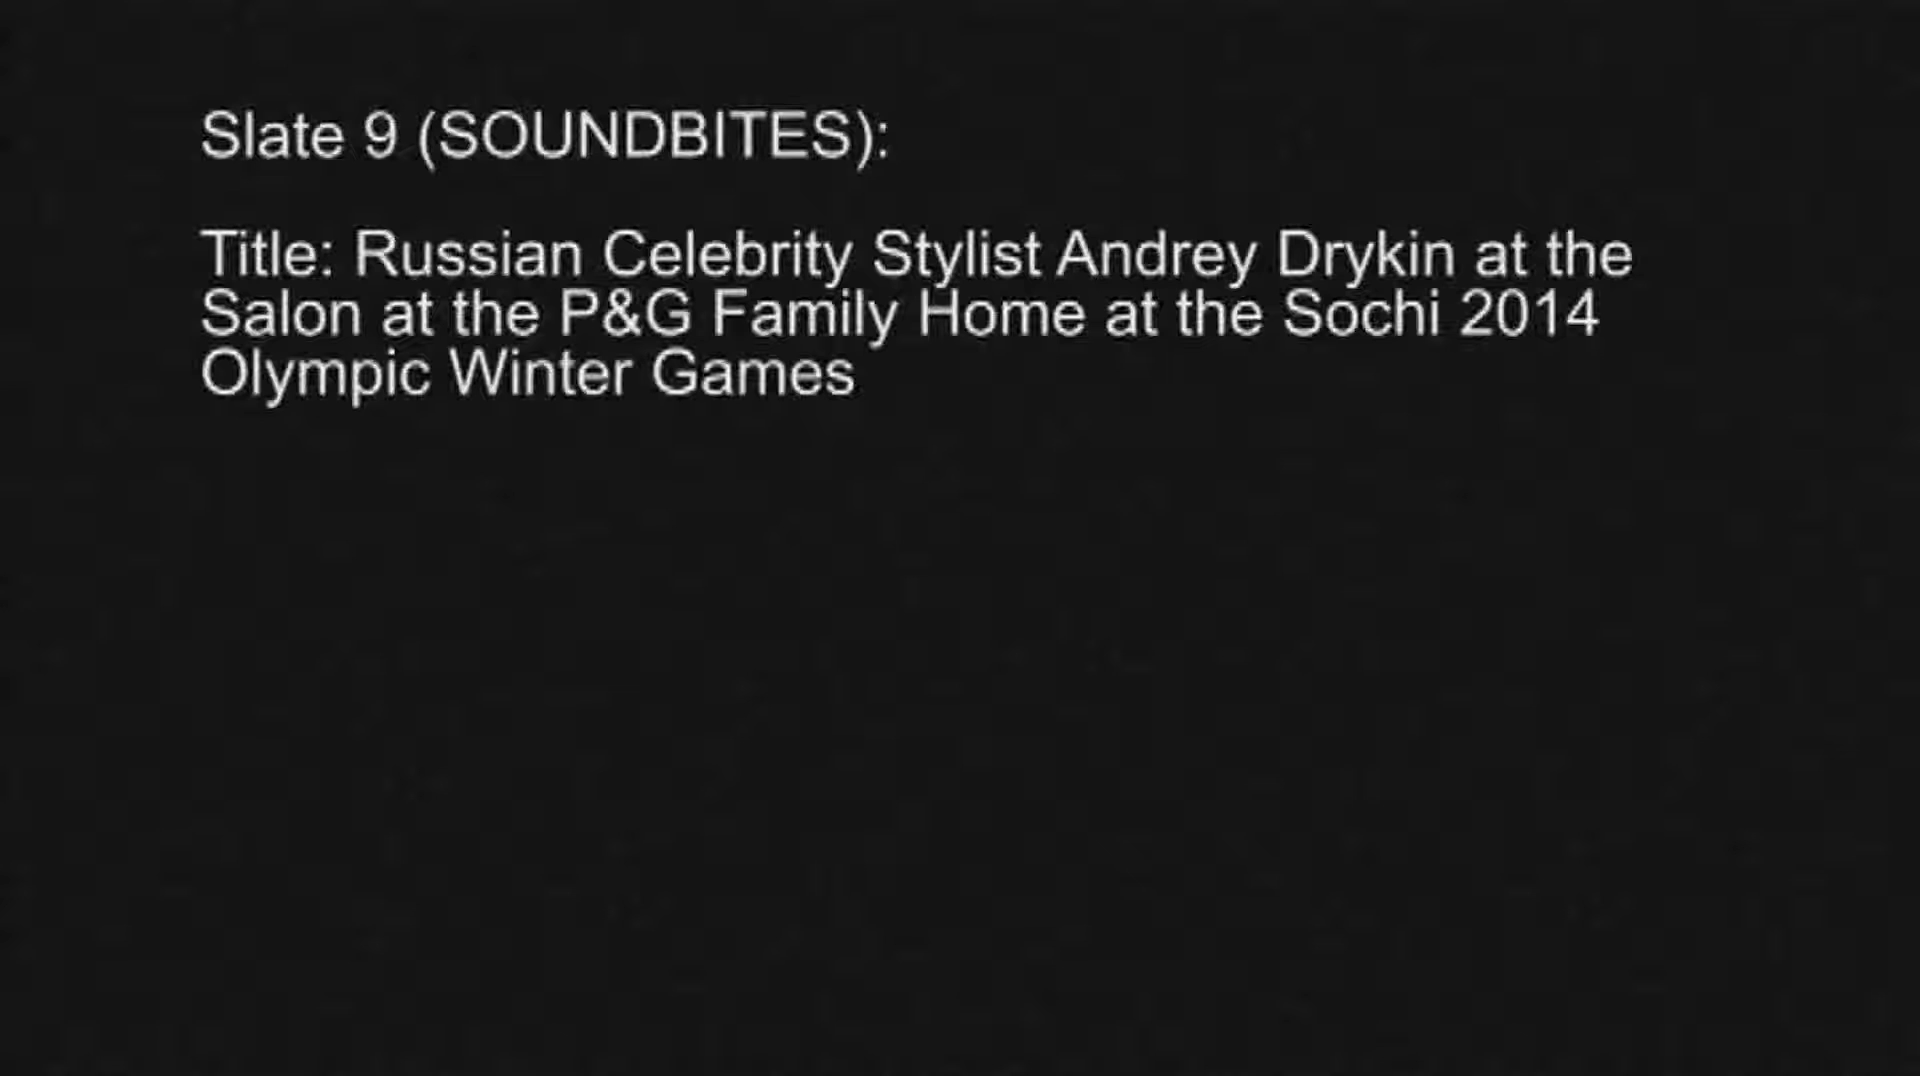 Slate 9 (SOUNDBITES):
Title: Russian Celebrity Stylist Andrey Drykin at the
Salon at the P&G Family Home at the Sochi 2014
Olympic Winter Games